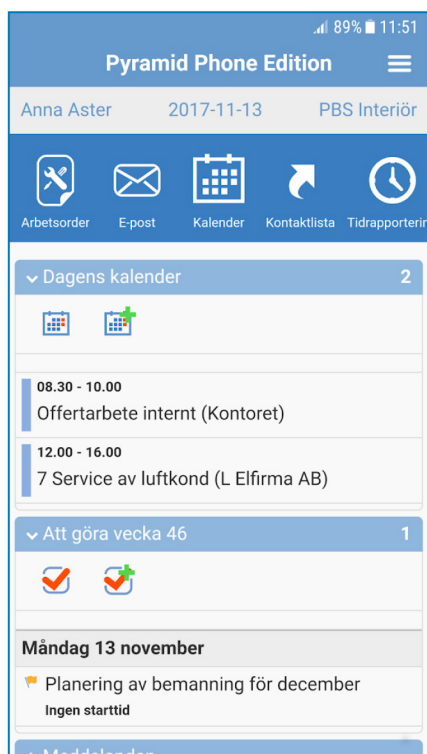 89% 11:51
Pyramid Phone Edition
Anna Aster 2017-11-13 PBS Interiör
Arbetsorder E-post Kalender Kontaktlista Tidrapporterin
Dagens kalender 2
08.30 - 10.00
Offertarbete internt (Kontoret)
12.00 - 16.00
7 Service av luftkond (L Elfirma AB)
Att göra vecka 46 1
Måndag 13 november
Planering av bemanning för december
Ingen starttid